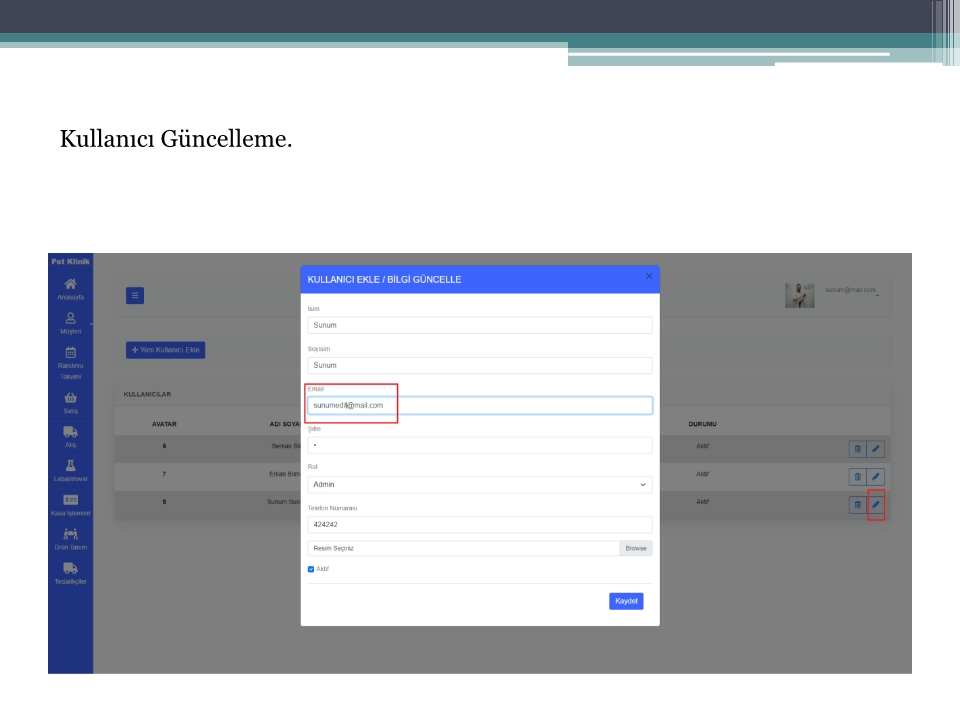 Kullanıcı Güncelleme.
Pet Klinik
Anasayfa
Müşteri
Randevu
Takvimi
Satış
Alış
Labaratuvar
Kasa İşlemleri
Ürün Tanım
Tedarikçiler
sunum@mail.com
+ Yeni Kullanıcı Ekle
KULLANICILAR
AVATAR ADI SOYA DURUMU
6 Serkan Bil Aktif
7 Erkan Bilm Aktif
8 Sunum Sun Aktif
KULLANICI EKLE / BİLGİ GÜNCELLE
×
İsim
Sunum
Soyisim
Sunum
Email
sunumedit@mail.com
Şifre
Rol
Admin
Telefon Numarası
424242
Resim Seçiniz Browse
Aktif
Kaydet